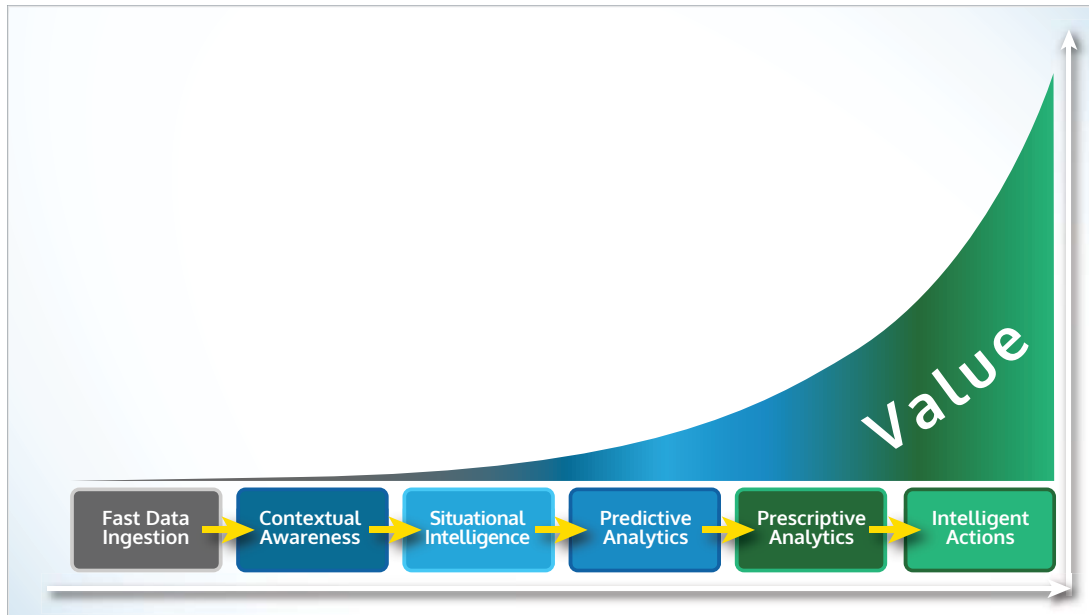 Value
Fast Data
Ingestion
Contextual
Awareness
Situational
Intelligence
Predictive
Analytics
Prescriptive
Analytics
Intelligent
Actions